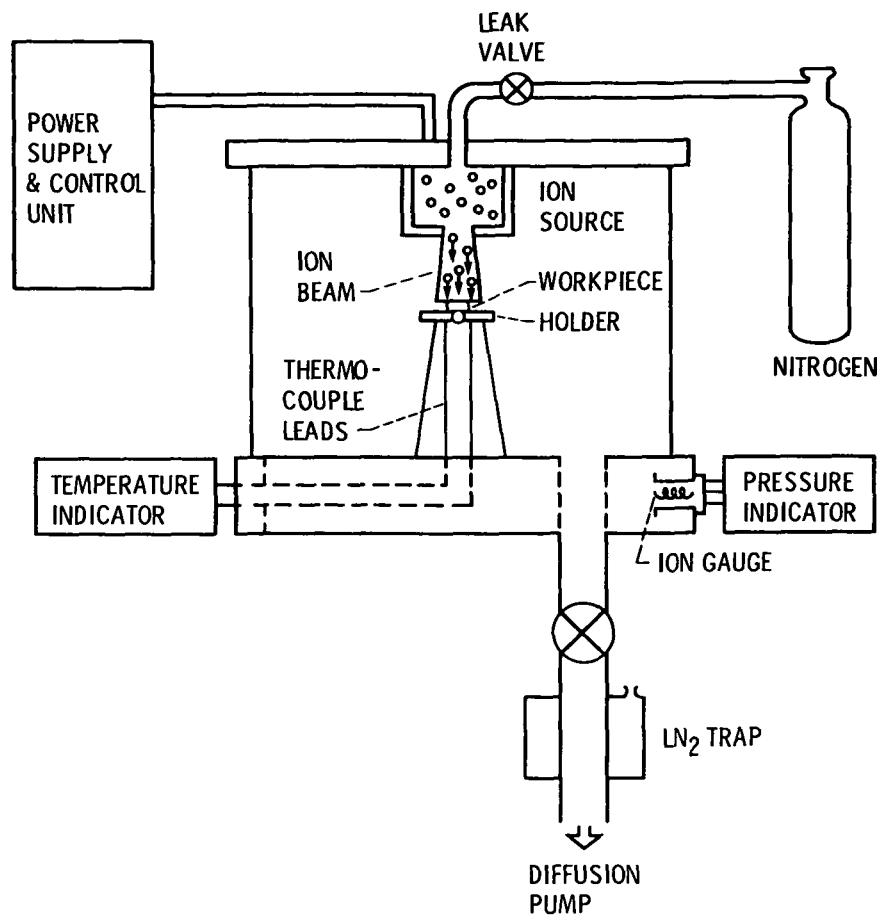 LEAK
VALVE
POWER
SUPPLY
& CONTROL
UNIT
ION
SOURCE
ION
BEAM
WORKPIECE
HOLDER
NITROGEN
THERMO-
COUPLE
LEADS
TEMPERATURE
INDICATOR
PRESSURE
INDICATOR
ION GAUGE
LN2 TRAP
DIFFUSION
PUMP